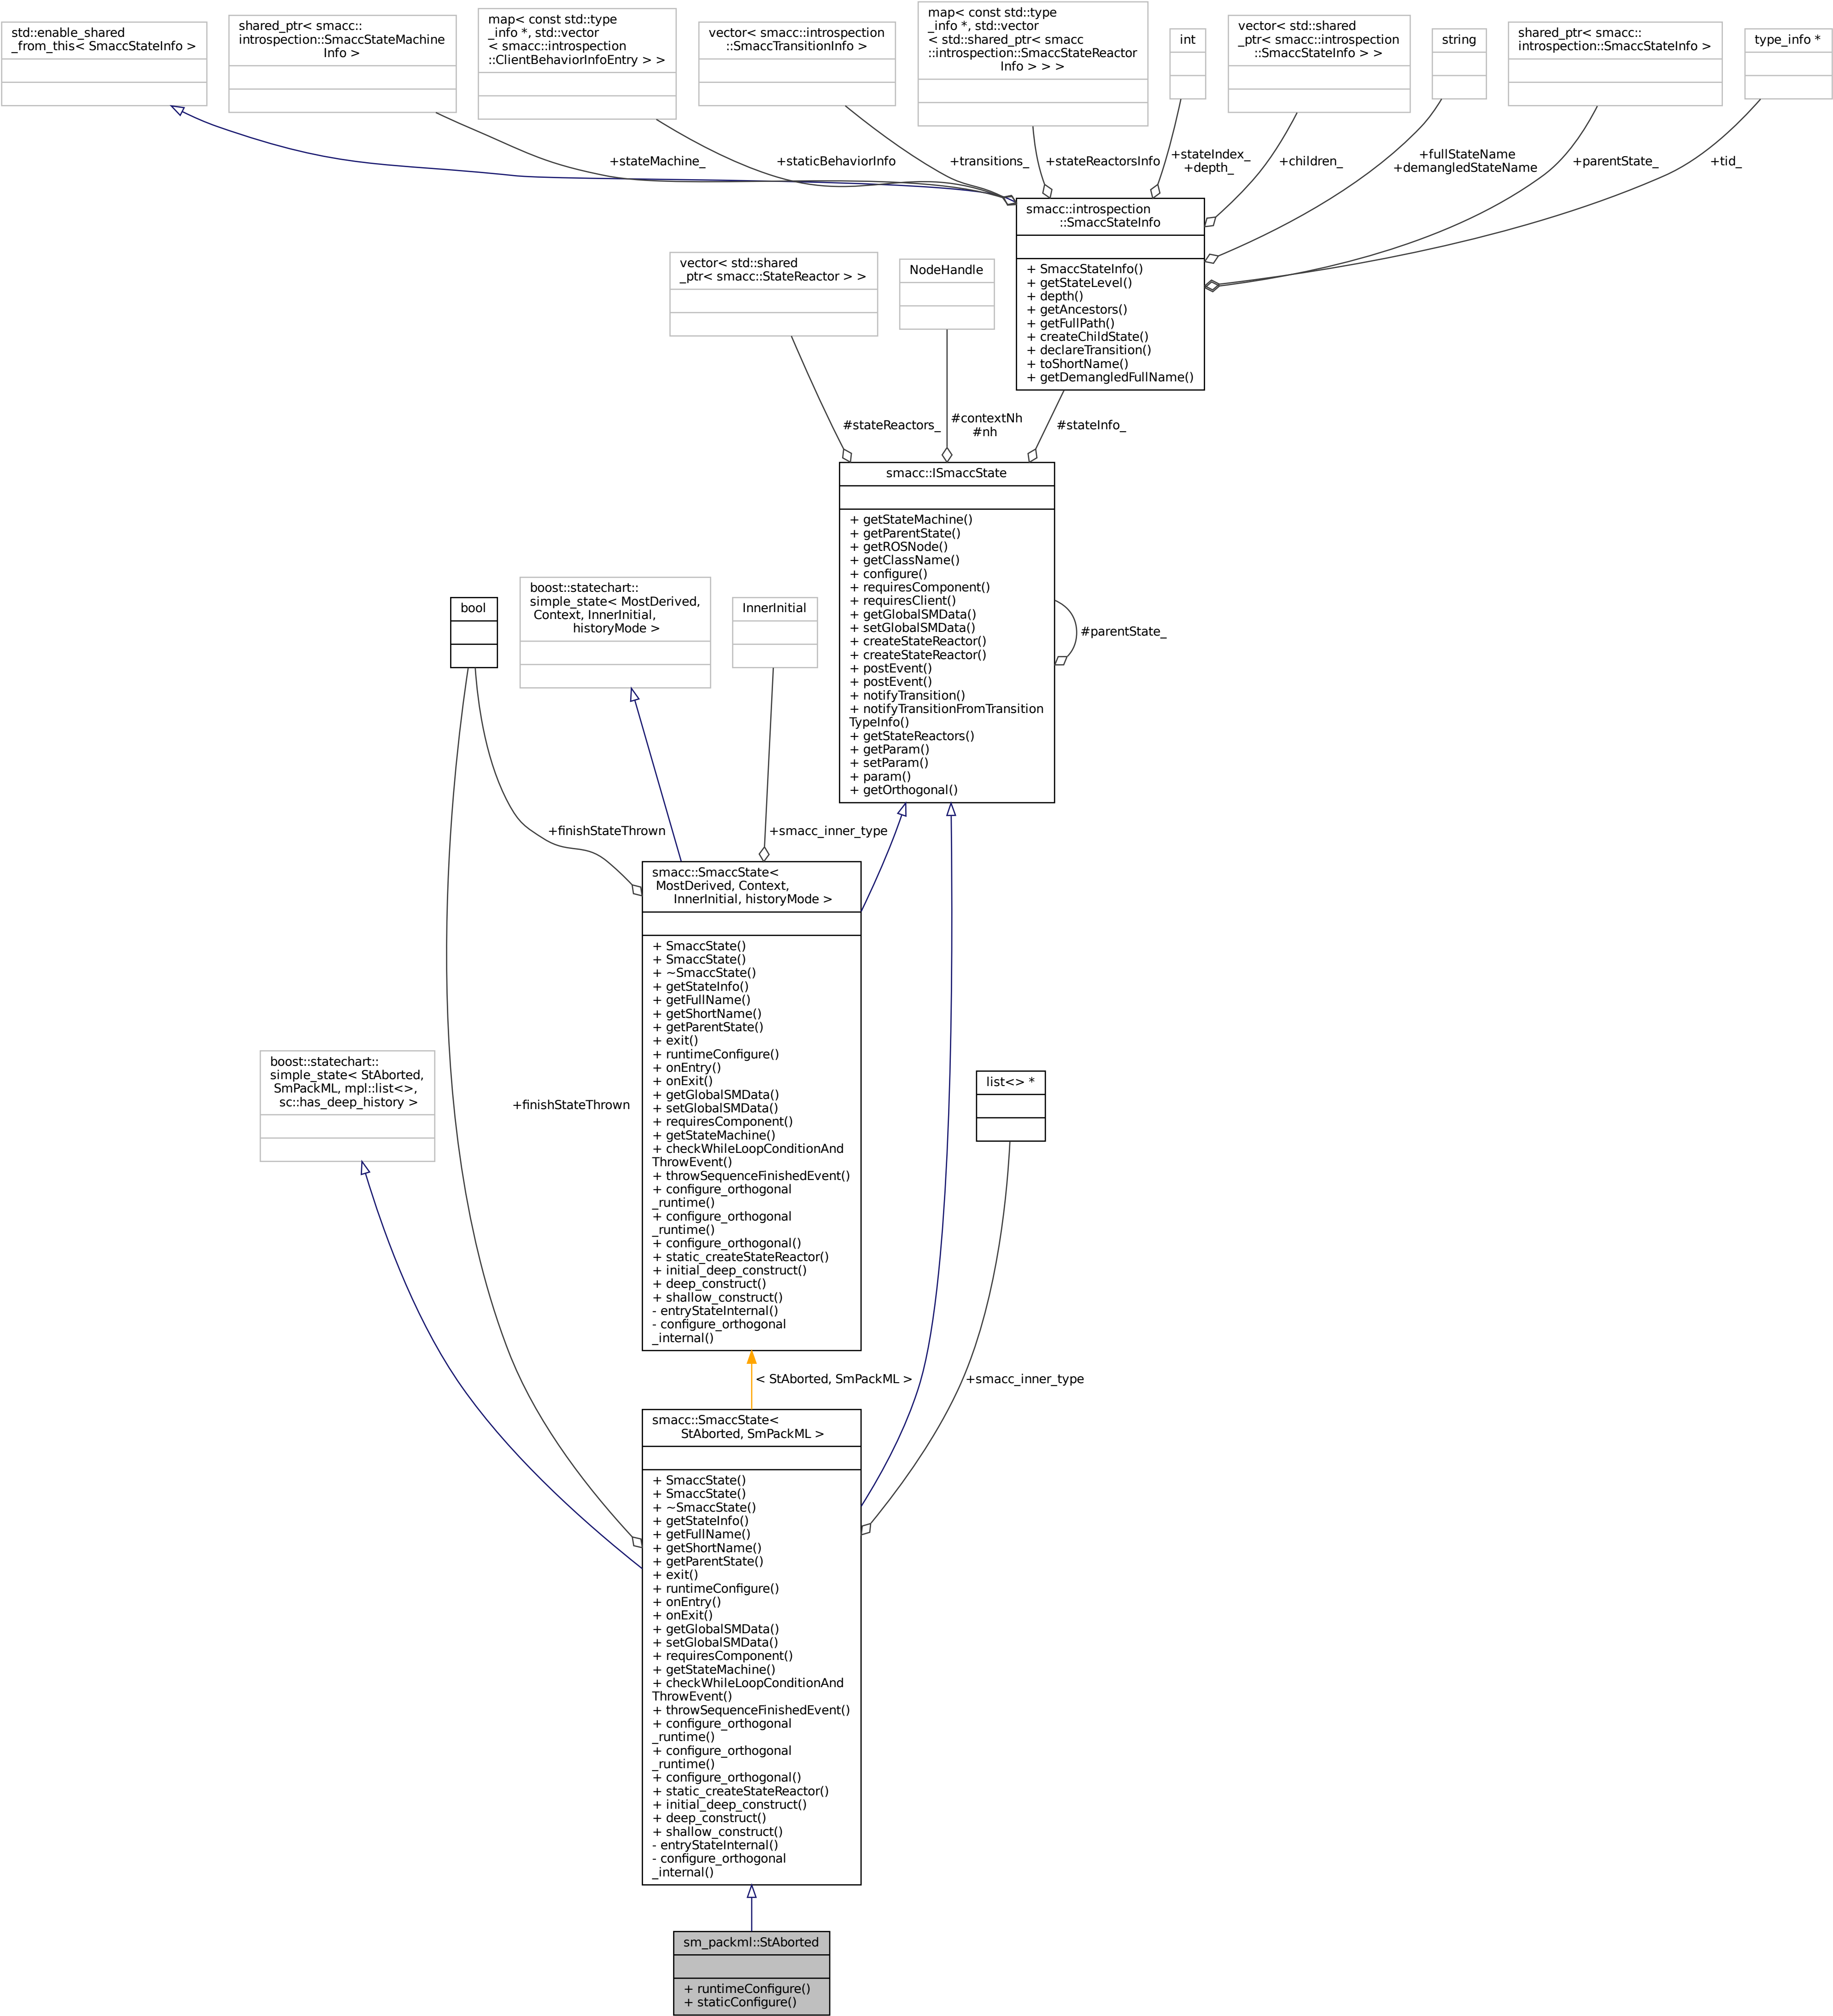 std::enable_shared
_from_this< SmaccStateInfo >
shared_ptr< smacc::
introspection::SmaccStateMachine
Info >
map< const std::type
_info *, std::vector
< smacc::introspection
::ClientBehaviorInfoEntry > >
vector< smacc::introspection
::SmaccTransitionInfo >
map< const std::type
_info *, std::vector
< std::shared_ptr< smacc
::introspection::SmaccStateReactor
Info > > >
int
vector< std::shared
_ptr< smacc::introspection
::SmaccStateInfo > >
string
shared_ptr< smacc::
introspection::SmaccStateInfo >
type_info *
+stateMachine_
+staticBehaviorInfo
+transitions_
+stateReactorsInfo
+stateIndex_
+depth_
+children_
+fullStateName
+demangledStateName
+parentState_
+tid_
smacc::introspection
::SmaccStateInfo
+ SmaccStateInfo()
+ getStateLevel()
+ depth()
+ getAncestors()
+ getFullPath()
+ createChildState()
+ declareTransition()
+ toShortName()
+ getDemangledFullName()
vector< std::shared
_ptr< smacc::StateReactor > >
NodeHandle
#stateReactors_
#contextNh
#nh
#stateInfo_
smacc::ISmaccState
+ getStateMachine()
+ getParentState()
+ getROSNode()
+ getClassName()
+ configure()
+ requiresComponent()
+ requiresClient()
+ getGlobalSMData()
+ setGlobalSMData()
+ createStateReactor()
+ createStateReactor()
+ postEvent()
+ postEvent()
+ notifyTransition()
+ notifyTransitionFromTransition
TypeInfo()
+ getStateReactors()
+ getParam()
+ setParam()
+ param()
+ getOrthogonal()
#parentState_
bool
boost::statechart::
simple_state< MostDerived,
Context, InnerInitial,
historyMode >
InnerInitial
+finishStateThrown
+smacc_inner_type
smacc::SmaccState<
MostDerived, Context,
InnerInitial, historyMode >
+ SmaccState()
+ SmaccState()
+ ~SmaccState()
+ getStateInfo()
+ getFullName()
+ getShortName()
+ getParentState()
+ exit()
+ runtimeConfigure()
+ onEntry()
+ onExit()
+ getGlobalSMData()
+ setGlobalSMData()
+ requiresComponent()
+ getStateMachine()
+ checkWhileLoopConditionAnd
ThrowEvent()
+ throwSequenceFinishedEvent()
+ configure_orthogonal
_runtime()
+ configure_orthogonal
_runtime()
+ configure_orthogonal()
+ static_createStateReactor()
+ initial_deep_construct()
+ deep_construct()
+ shallow_construct()
- entryStateInternal()
- configure_orthogonal
_internal()
boost::statechart::
simple_state< StAborted,
SmPackML, mpl::list<>,
sc::has_deep_history >
+finishStateThrown
list<> *
< StAborted, SmPackML >
+smacc_inner_type
smacc::SmaccState<
StAborted, SmPackML >
+ SmaccState()
+ SmaccState()
+ ~SmaccState()
+ getStateInfo()
+ getFullName()
+ getShortName()
+ getParentState()
+ exit()
+ runtimeConfigure()
+ onEntry()
+ onExit()
+ getGlobalSMData()
+ setGlobalSMData()
+ requiresComponent()
+ getStateMachine()
+ checkWhileLoopConditionAnd
ThrowEvent()
+ throwSequenceFinishedEvent()
+ configure_orthogonal
_runtime()
+ configure_orthogonal
_runtime()
+ configure_orthogonal()
+ static_createStateReactor()
+ initial_deep_construct()
+ deep_construct()
+ shallow_construct()
- entryStateInternal()
- configure_orthogonal
_internal()
sm_packml::StAborted
+ runtimeConfigure()
+ staticConfigure()